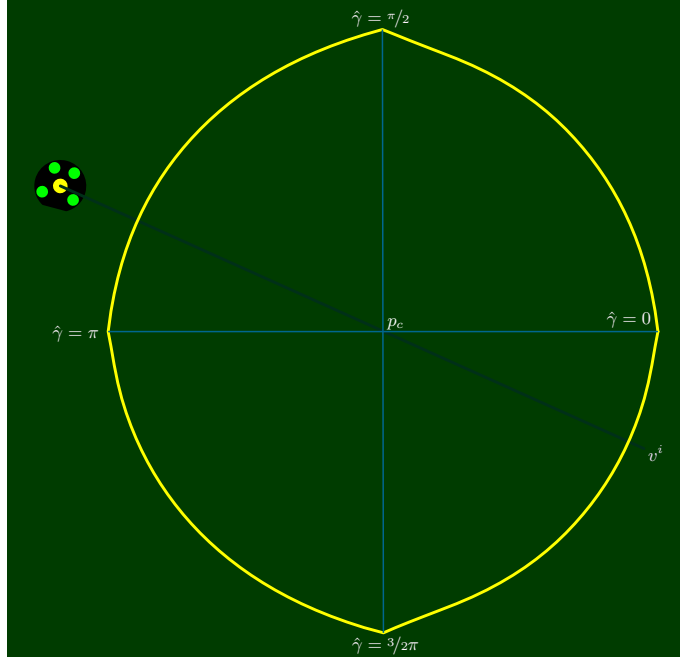 γ̂ = π/2
p_c
γ̂ = 0
γ̂ = π
v^i
γ̂ = 3/2π